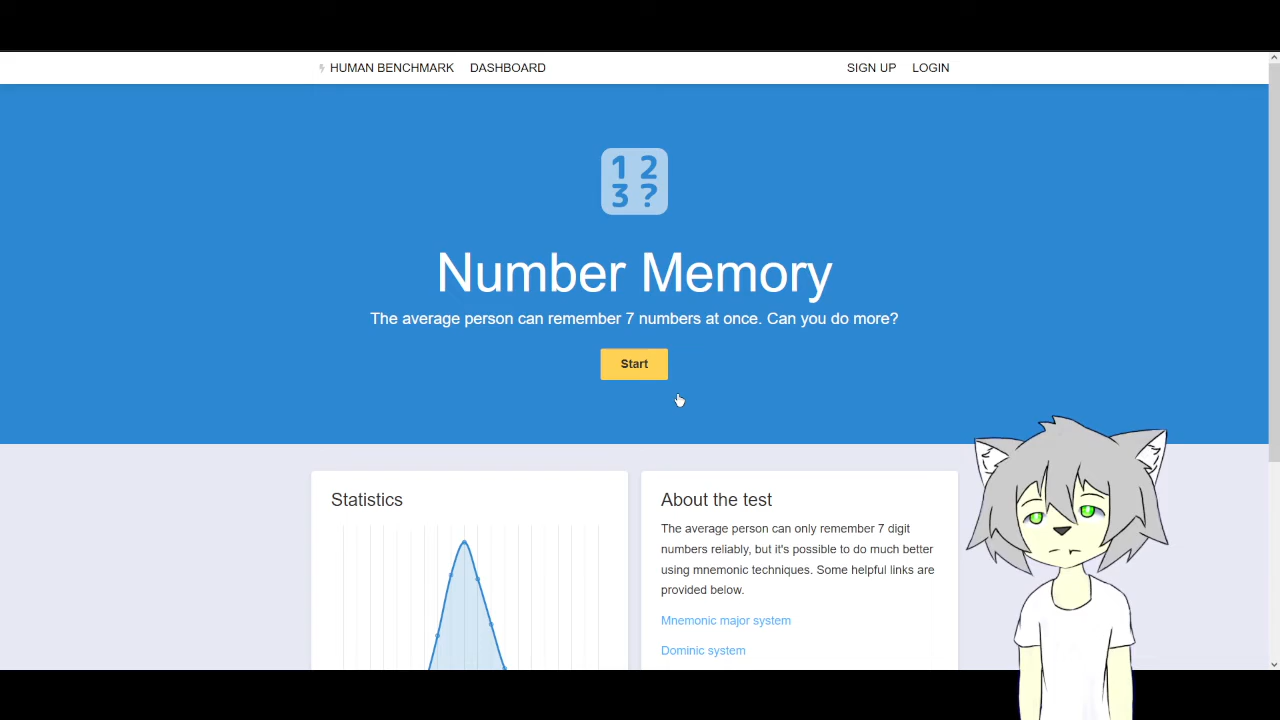 HUMAN BENCHMARK DASHBOARD SIGN UP LOGIN
1 2
3 ?
Number Memory
The average person can remember 7 numbers at once. Can you do more?
Start
Statistics
About the test
The average person can only remember 7 digit
numbers reliably, but it's possible to do much better
using mnemonic techniques. Some helpful links are
provided below.
Mnemonic major system
Dominic system